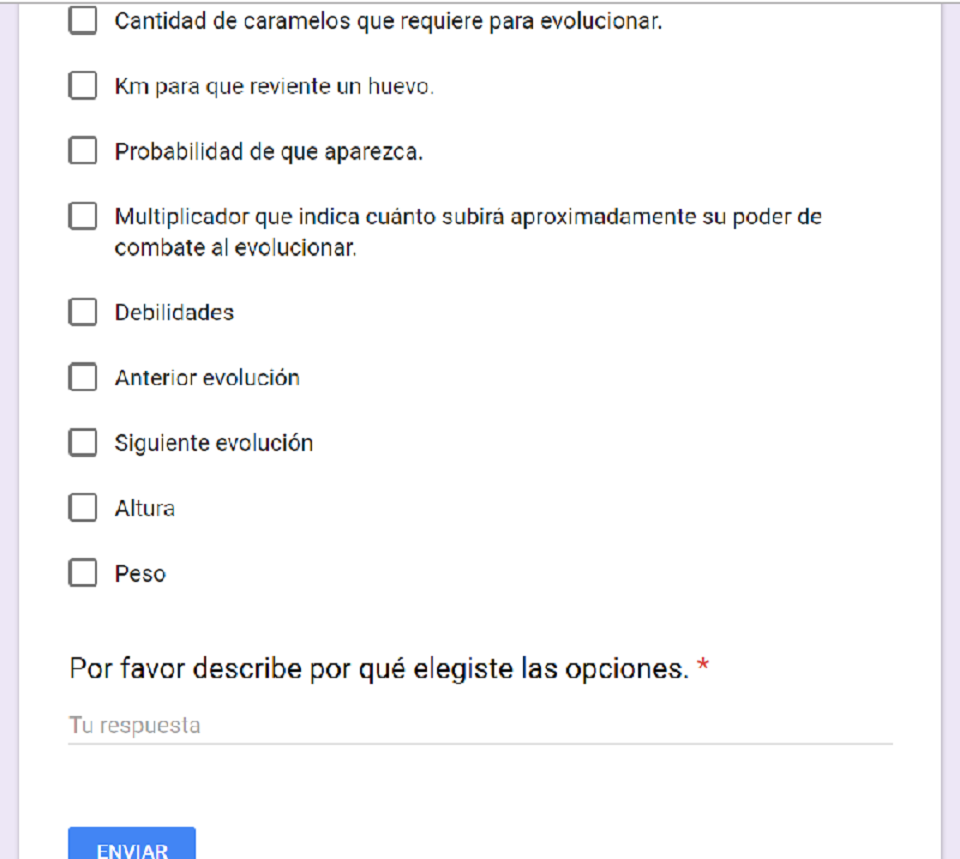 Cantidad de caramelos que requiere para evolucionar.
Km para que reviente un huevo.
Probabilidad de que aparezca.
Multiplicador que indica cuánto subirá aproximadamente su poder de
combate al evolucionar.
Debilidades
Anterior evolución
Siguiente evolución
Altura
Peso
Por favor describe por qué elegiste las opciones. *
Tu respuesta
ENVIAR